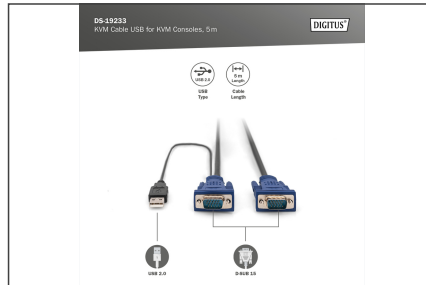 DS-19233
KVM Cable USB for KVM Consoles, 5 m
DIGITUS®
USB 2.0
USB
Type
5 m
Length
Cable
Length
USB 2.0
D-SUB 15